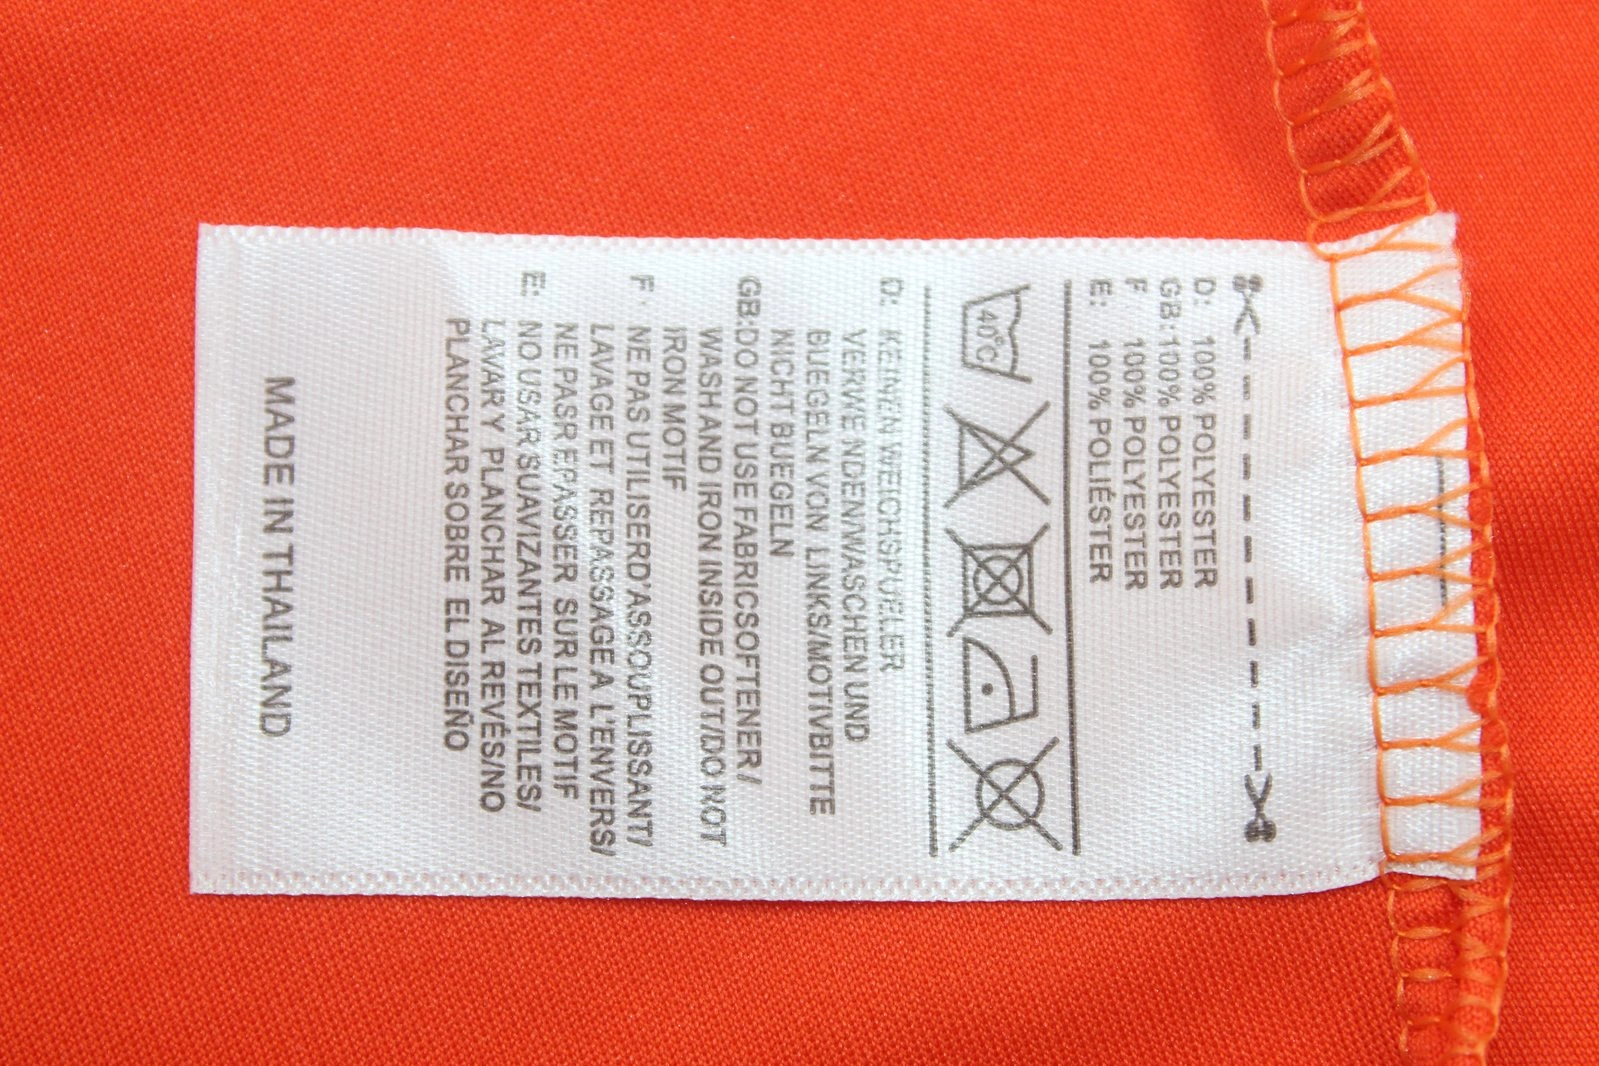 D: 100% POLYESTER
GB:100% POLYESTER
F 100% POLYESTER
E: 100% POLIÉSTER
40°C
D: KEINEN WEICHSPUELER
VERWENDENWASCHEN UND
BUEGELN VON LINKS/MOTIVBITTE
NICHT BUEGELN
GB:DO NOT USE FABRICSOFTENER/
WASH AND IRON INSIDE OUT/DO NOT
IRON MOTIF
F· NE PAS UTILISERD'ASSOUPLISSANT/
LAVAGE ET REPASSAGE A L'ENVERS/
NE PASR EPASSER SUR LE MOTIF
E: NO USAR SUAVIZANTES TEXTILES/
LAVAR Y PLANCHAR AL REVÉS/NO
PLANCHAR SOBRE EL DISEÑO
MADE IN THAILAND